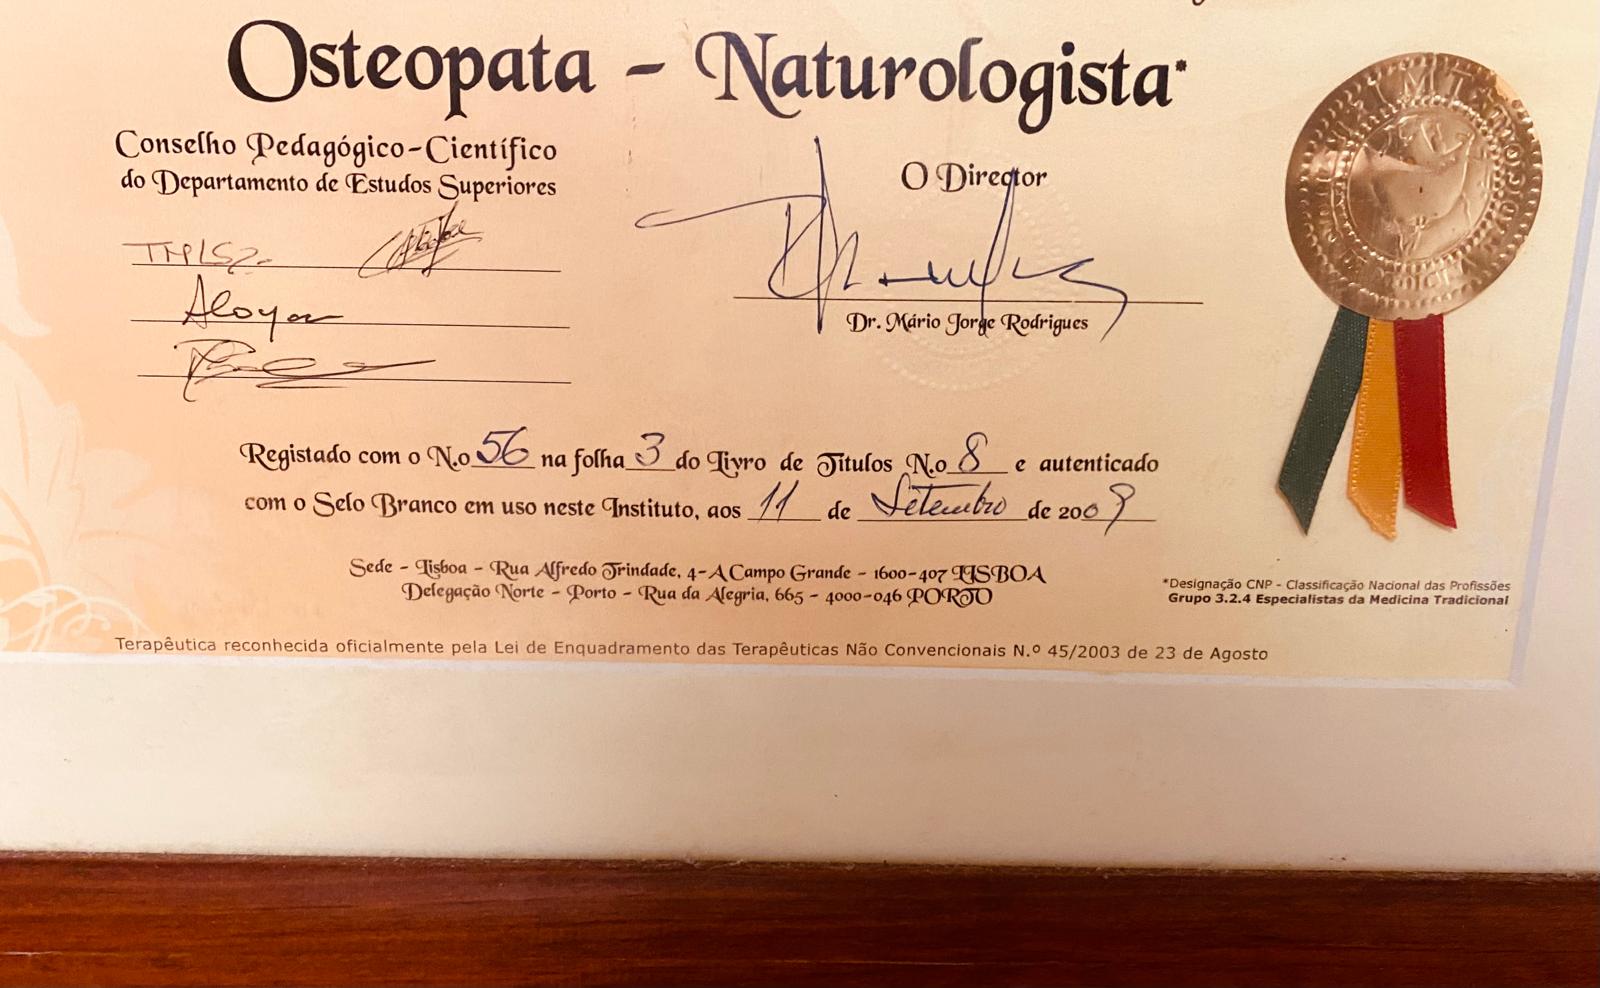 Osteopata - Naturologista*
Conselho Pedagógico-Científico
do Departamento de Estudos Superiores
O Director
Dr. Mário Jorge Rodrigues
Registado com o N.o 56 na folha 3 do Livro de Titulos N.o 8 e autenticado
com o Selo Branco em uso neste Instituto, aos 11 de Setembro de 2009
Sede - Lisboa - Rua Alfredo Trindade, 4-A Campo Grande - 1600-407 LISBOA
Delegação Norte - Porto - Rua da Alegria, 665 - 4000-046 PORTO
*Designação CNP - Classificação Nacional das Profissões
Grupo 3.2.4 Especialistas da Medicina Tradicional
Terapêutica reconhecida oficialmente pela Lei de Enquadramento das Terapêuticas Não Convencionais N.º 45/2003 de 23 de Agosto